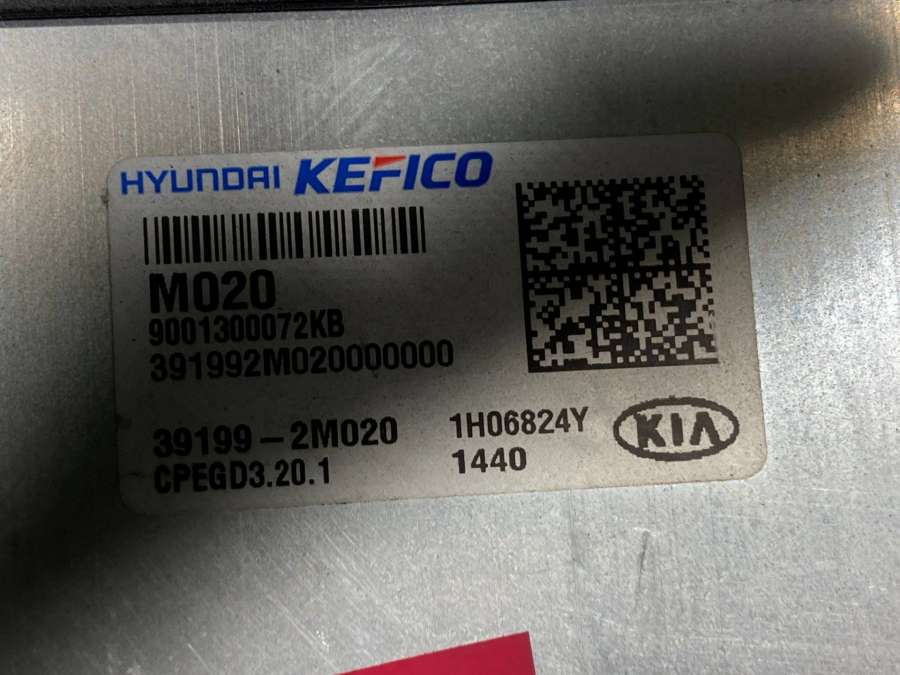 HYUNDAI KEFICO
M020
9001300072KB
391992M020000000
39199-2M020
1H06824Y
CPEGD3.20.1
1440
KIA